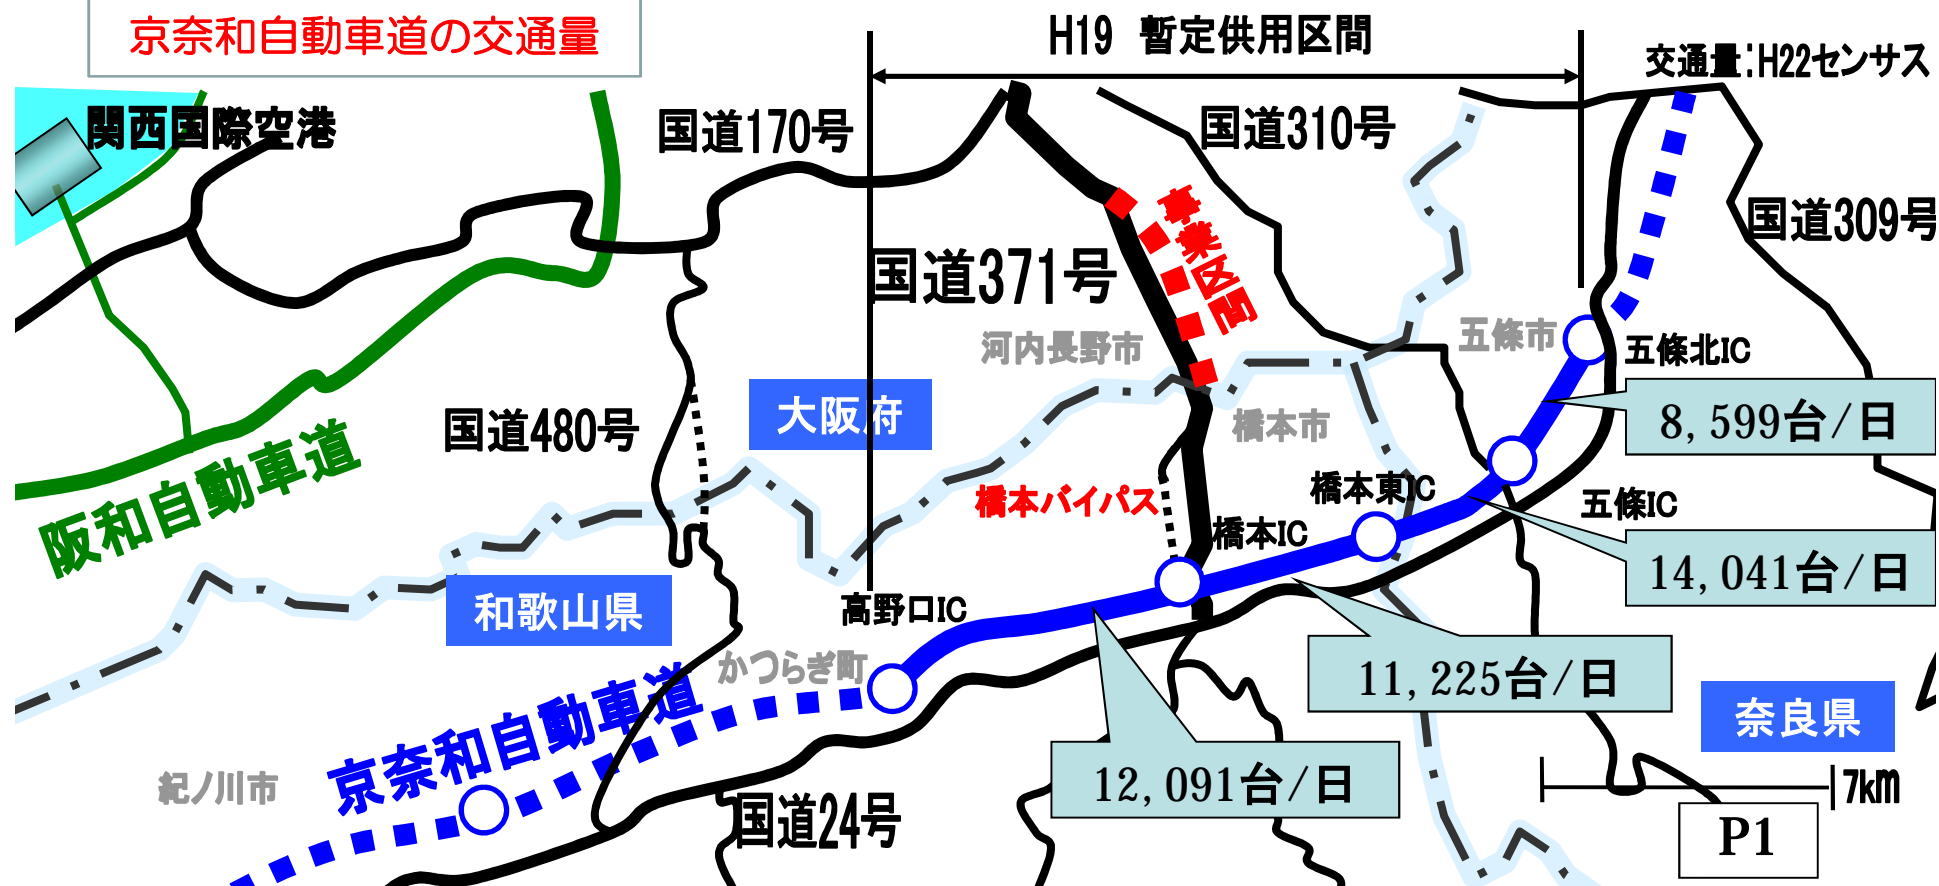 京奈和自動車道の交通量
H19 暫定供用区間
交通量:H22センサス
関西国際空港
国道170号
国道310号
国道309号
事業区間
国道371号
河内長野市
五條市
五條北IC
8,599台/日
大阪府
国道480号
橋本市
阪和自動車道
橋本バイパス
橋本東IC
五條IC
橋本IC
14,041台/日
和歌山県
高野口IC
かつらぎ町
11,225台/日
奈良県
京奈和自動車道
紀ノ川市
12,091台/日
7km
国道24号
P1